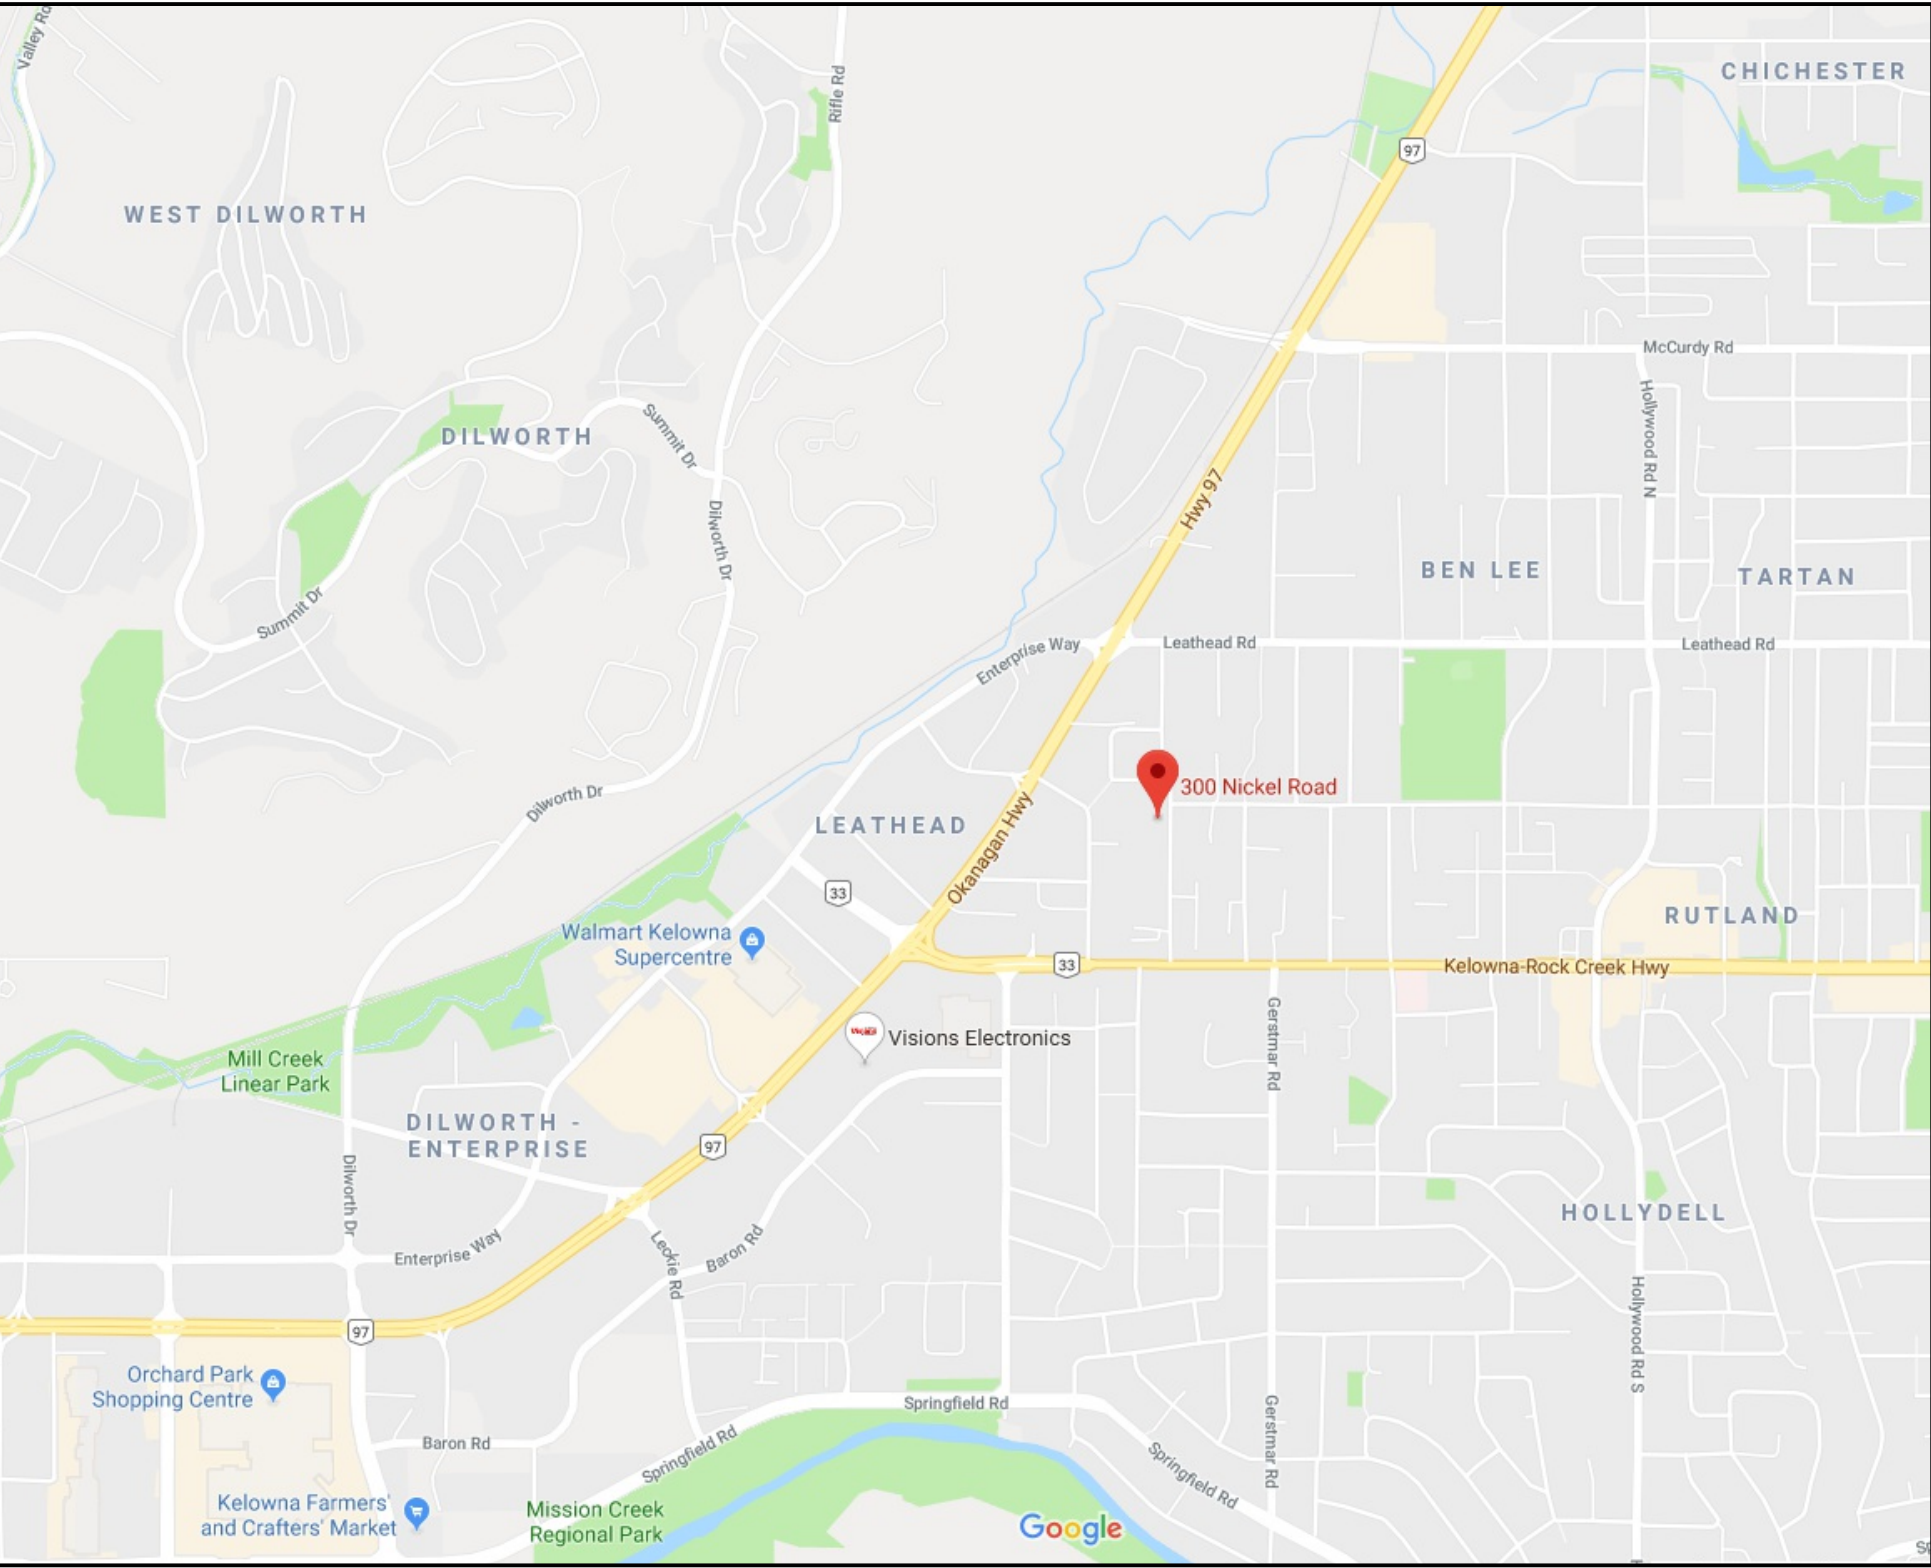 Valley Rd
Rifle Rd
CHICHESTER
97
WEST DILWORTH
McCurdy Rd
Hollywood Rd N
Summit Dr
DILWORTH
Dilworth Dr
Hwy 97
BEN LEE
TARTAN
Summit Dr
Enterprise Way
Leathead Rd
Leathead Rd
300 Nickel Road
Dilworth Dr
LEATHEAD
Okanagan Hwy
33
RUTLAND
Walmart Kelowna
Supercentre
33
Kelowna-Rock Creek Hwy
Visions Electronics
Gerstmar Rd
Mill Creek
Linear Park
DILWORTH -
ENTERPRISE
97
Dilworth Dr
Enterprise Way
Leckie Rd
Baron Rd
HOLLYDELL
97
Hollywood Rd S
Orchard Park
Shopping Centre
Springfield Rd
Gerstmar Rd
Baron Rd
Springfield Rd
Springfield Rd
Kelowna Farmers'
and Crafters' Market
Mission Creek
Regional Park
Google